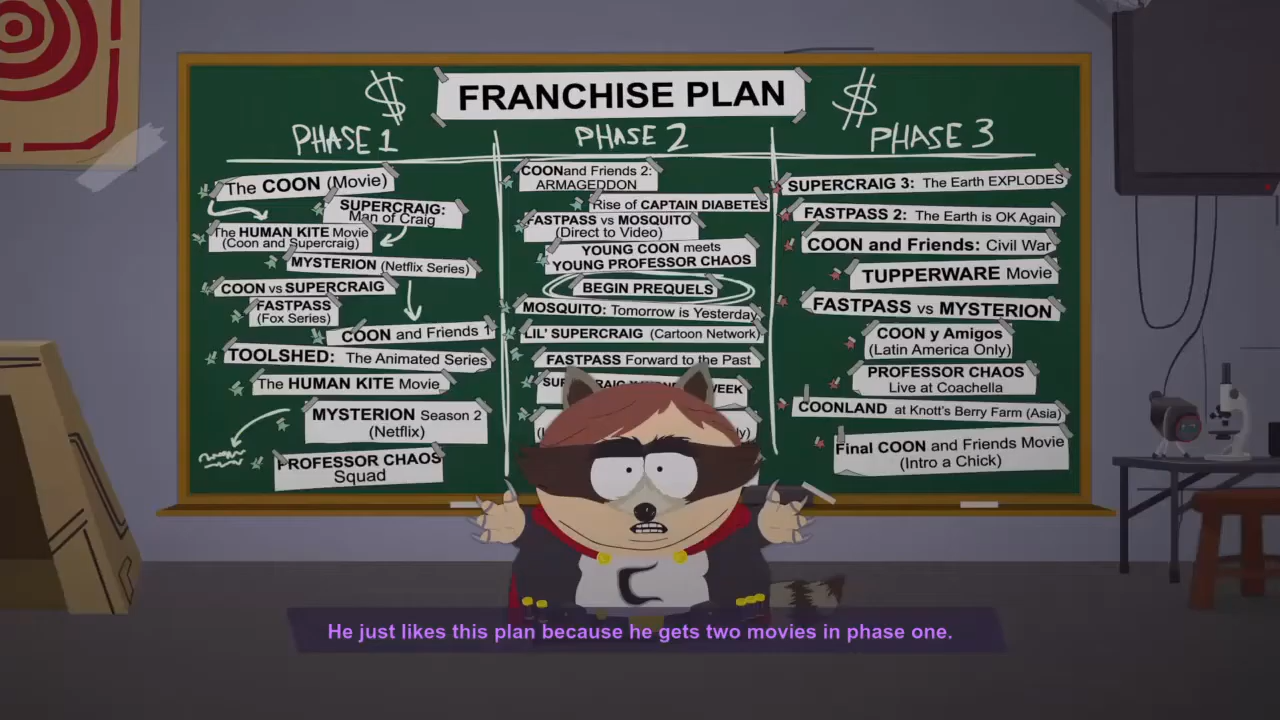 FRANCHISE PLAN
$
$
PHASE 1
The COON (Movie)
SUPERCRAIG:
Man of Craig
The HUMAN KITE Movie
(Coon and Supercraig)
MYSTERION (Netflix Series)
COON vs SUPERCRAIG
FASTPASS
(Fox Series)
COON and Friends 1
TOOLSHED: The Animated Series
The HUMAN KITE Movie
MYSTERION Season 2
(Netflix)
PROFESSOR CHAOS
Squad
PHASE 2
COONand Friends 2:
ARMAGEDDON
Rise of CAPTAIN DIABETES
FASTPASS vs MOSQUITO
(Direct to Video)
YOUNG COON meets
YOUNG PROFESSOR CHAOS
BEGIN PREQUELS
MOSQUITO: Tomorrow is Yesterday
LIL' SUPERCRAIG (Cartoon Network)
FASTPASS Forward to the Past
PHASE 3
SUPERCRAIG 3: The Earth EXPLODES
FASTPASS 2: The Earth is OK Again
COON and Friends: Civil War
TUPPERWARE Movie
FASTPASS vs MYSTERION
COON y Amigos
(Latin America Only)
PROFESSOR CHAOS
Live at Coachella
COONLAND at Knott's Berry Farm (Asia)
Final COON and Friends Movie
(Intro a Chick)
C
He just likes this plan because he gets two movies in phase one.